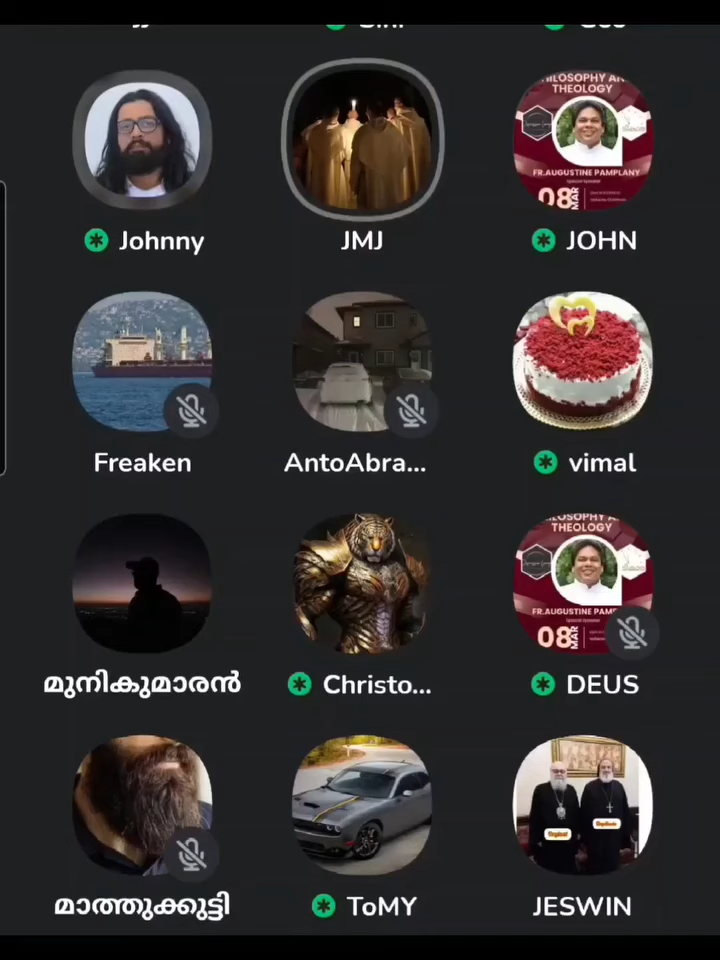 Johnny
JMJ
PHILOSOPHY AN
THEOLOGY
FR.AUGUSTINE PAMPLANY
08 MAR
JOHN
Freaken
AntoAbra...
vimal
THEOLOGY
FR.AUGUSTINE PAMP
08 MAR
മുനികുമാരൻ
Christo...
DEUS
മാത്തുക്കുട്ടി
ToMY
JESWIN